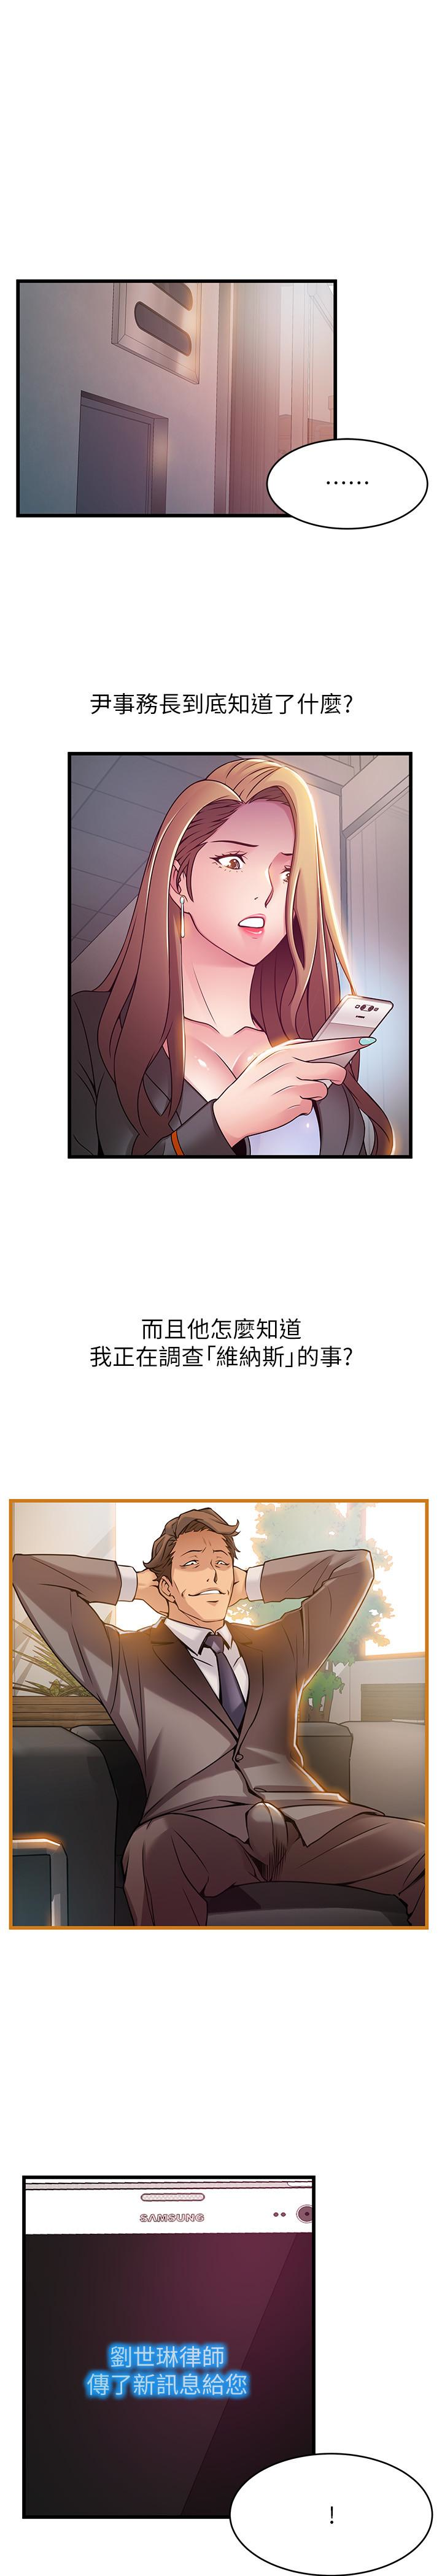 ……
尹事務長到底知道了什麼?
而且他怎麼知道
我正在調查「維納斯」的事?
SAMSUNG
劉世琳律師
傳了新訊息給您
!